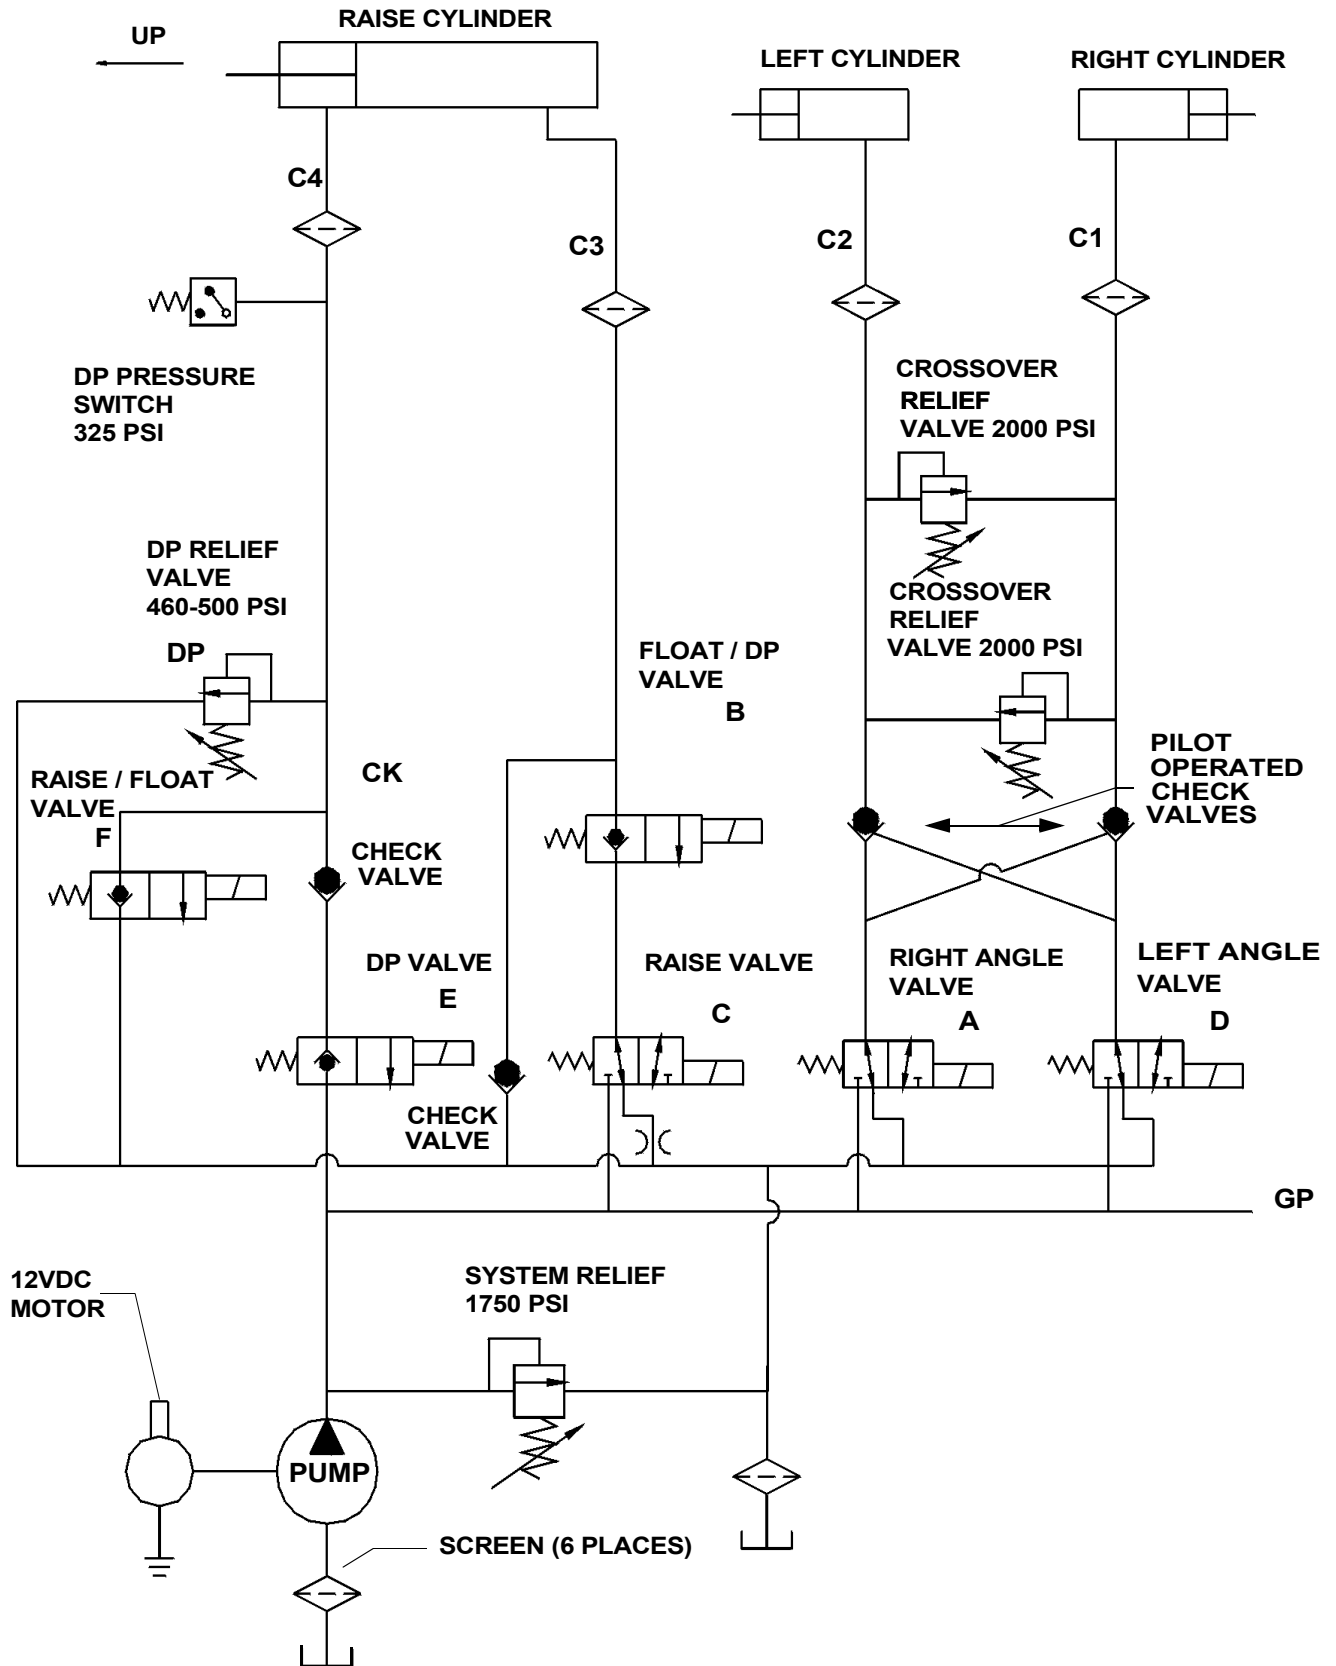 RAISE CYLINDER
UP
LEFT CYLINDER
RIGHT CYLINDER
C4
C3
C2
C1
DP PRESSURE
SWITCH
325 PSI
CROSSOVER
RELIEF
VALVE 2000 PSI
DP RELIEF
VALVE
460-500 PSI
DP
CROSSOVER
RELIEF
VALVE 2000 PSI
FLOAT / DP
VALVE
B
PILOT
OPERATED
CHECK
VALVES
RAISE / FLOAT
VALVE
F
CK
CHECK
VALVE
DP VALVE
E
RAISE VALVE
C
RIGHT ANGLE
VALVE
A
LEFT ANGLE
VALVE
D
CHECK
VALVE
GP
12VDC
MOTOR
SYSTEM RELIEF
1750 PSI
PUMP
SCREEN (6 PLACES)